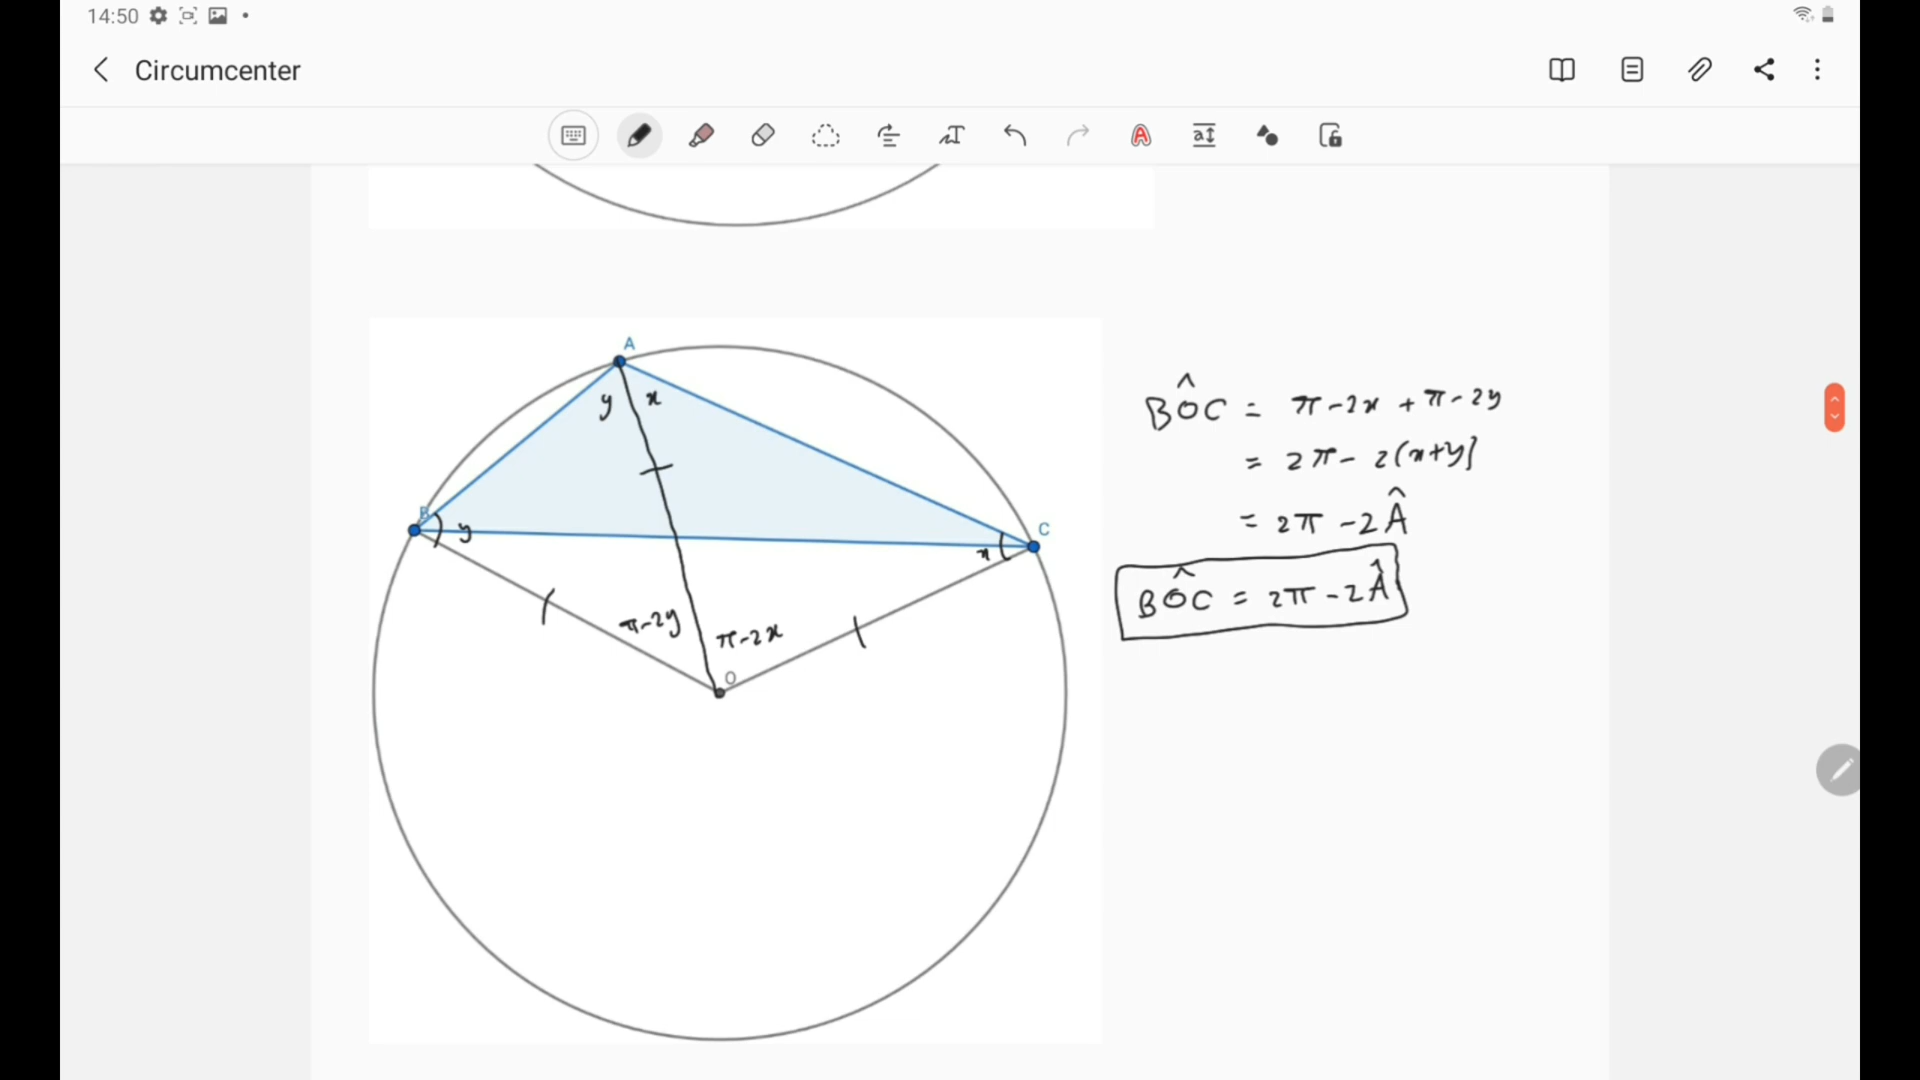 14:50
Circumcenter
A
y x
B y
x C
π-2y π-2x
O
BÔC = π-2x + π-2y
= 2π- 2(x+y)
= 2π -2Â
BÔC = 2π -2Â